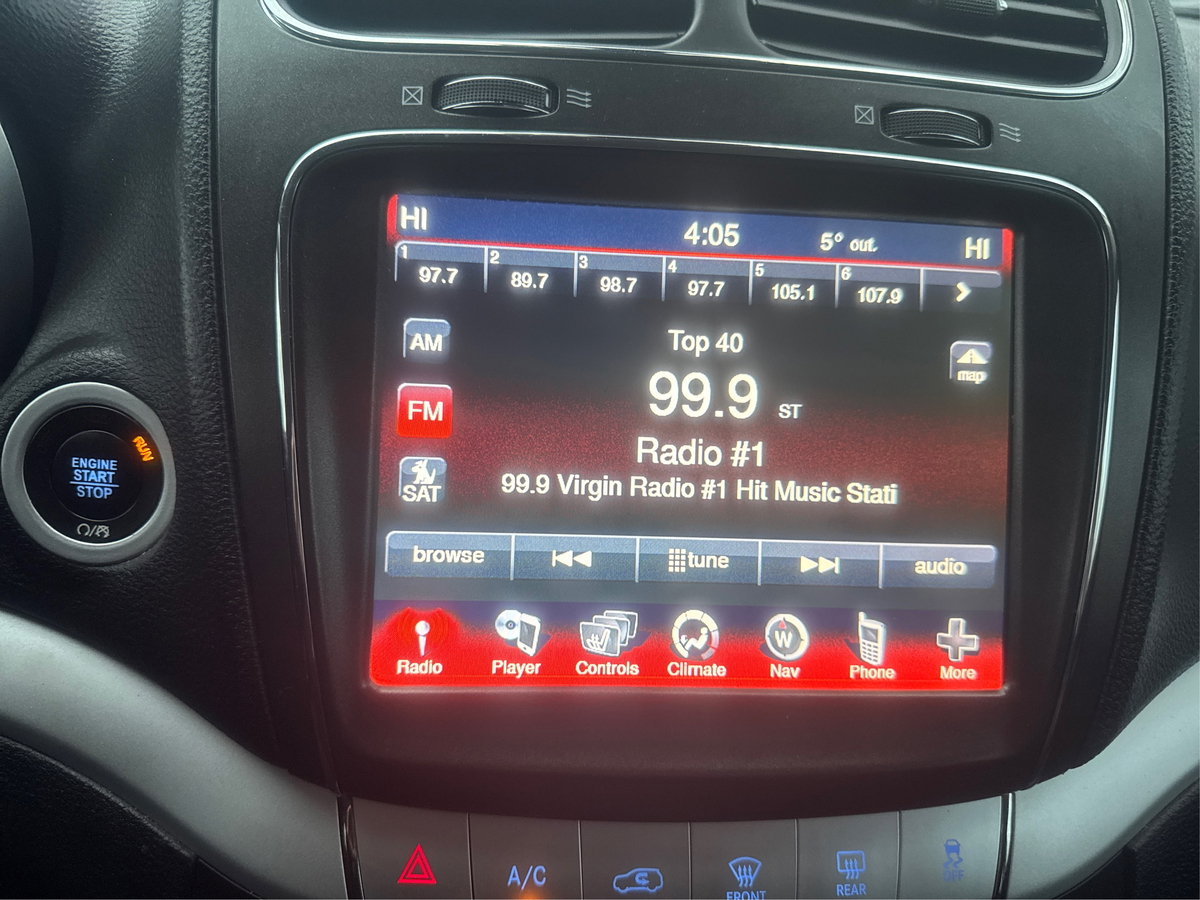 HI 4:05 5° out. HI
1 2 3 4 5 6
97.7 89.7 98.7 97.7 105.1 107.9
AM
Top 40
map
FM
99.9 ST
Radio #1
SAT
99.9 Virgin Radio #1 Hit Music Stati
browse tune audio
W
Radio Player Controls Climate Nav Phone More
RUN
ENGINE
START
STOP
A/C
FRONT
REAR
OFF